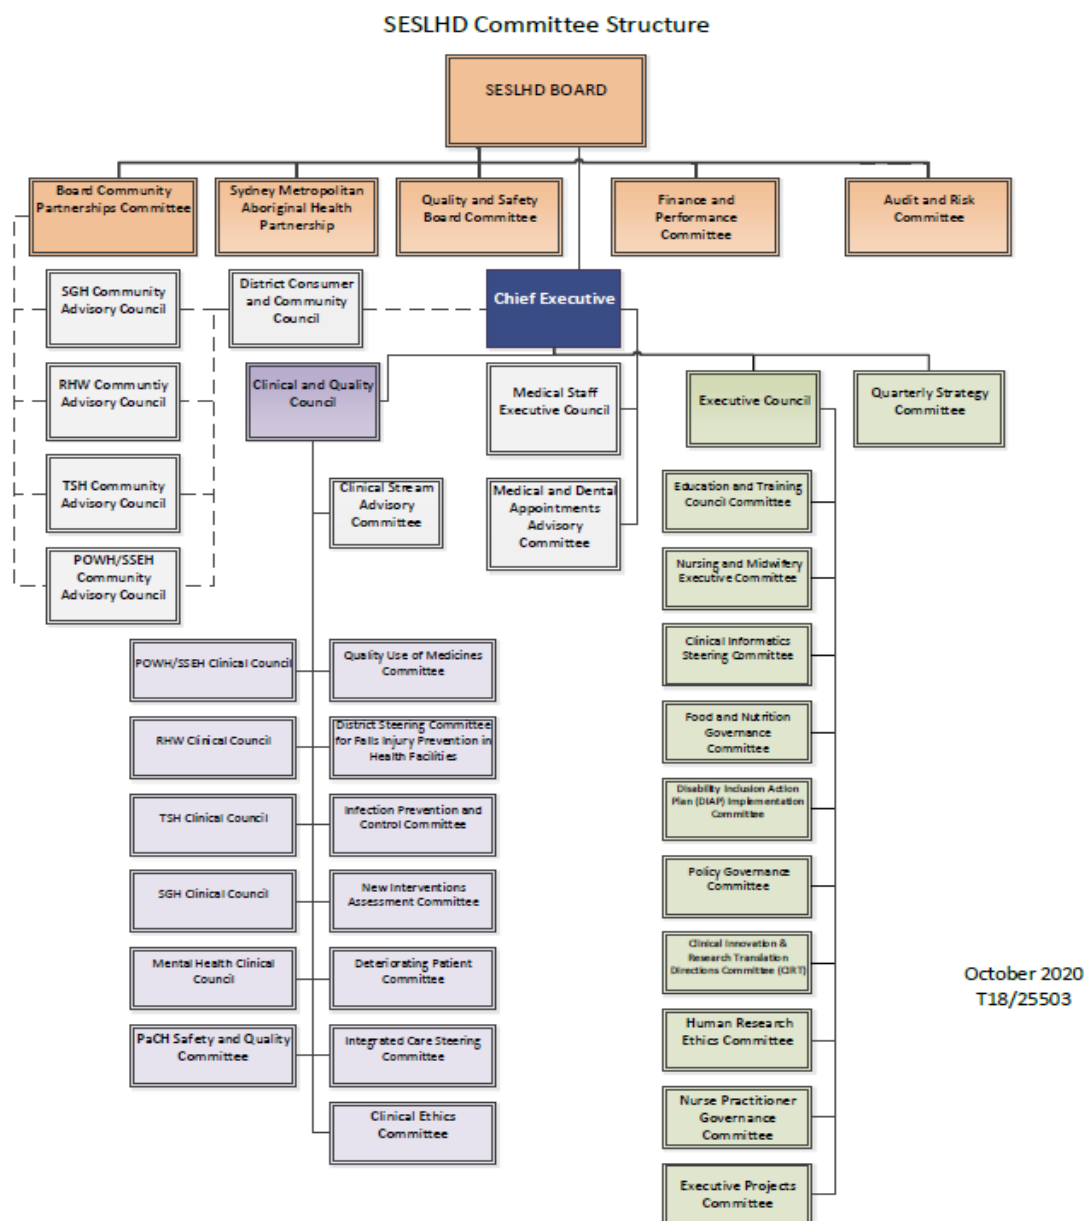 SESLHD Committee Structure
SESLHD BOARD
Board Community
Partnerships Committee
Sydney Metropolitan
Aboriginal Health
Partnership
Quality and Safety
Board Committee
Finance and
Performance
Committee
Audit and Risk
Committee
SGH Community
Advisory Council
District Consumer
and Community
Council
Chief Executive
RHW Communtiy
Advisory Council
Clinical and Quality
Council
Medical Staff
Executive Council
Executive Council
Quarterly Strategy
Committee
TSH Community
Advisory Council
Clinical Stream
Advisory
Committee
Medical and Dental
Appointments
Advisory
Committee
Education and Training
Council Committee
POWH/SSEH
Community
Advisory Council
Nursing and Midwifery
Executive Committee
POWH/SSEH Clinical Council
Quality Use of Medicines
Committee
Clinical Informatics
Steering Committee
RHW Clinical Council
District Steering Committee
for Falls Injury Prevention in
Health Facilities
Food and Nutrition
Governance
Committee
TSH Clinical Council
Infection Prevention and
Control Committee
Disability Inclusion Action
Plan (DIAP) Implementation
Committee
SGH Clinical Council
New Interventions
Assessment Committee
Policy Governance
Committee
Mental Health Clinical
Council
Deteriorating Patient
Committee
Clinical Innovation &
Research Translation
Directions Committee (CIRT)
October 2020
T18/25503
PaCH Safety and Quality
Committee
Integrated Care Steering
Committee
Human Research
Ethics Committee
Clinical Ethics
Committee
Nurse Practitioner
Governance
Committee
Executive Projects
Committee